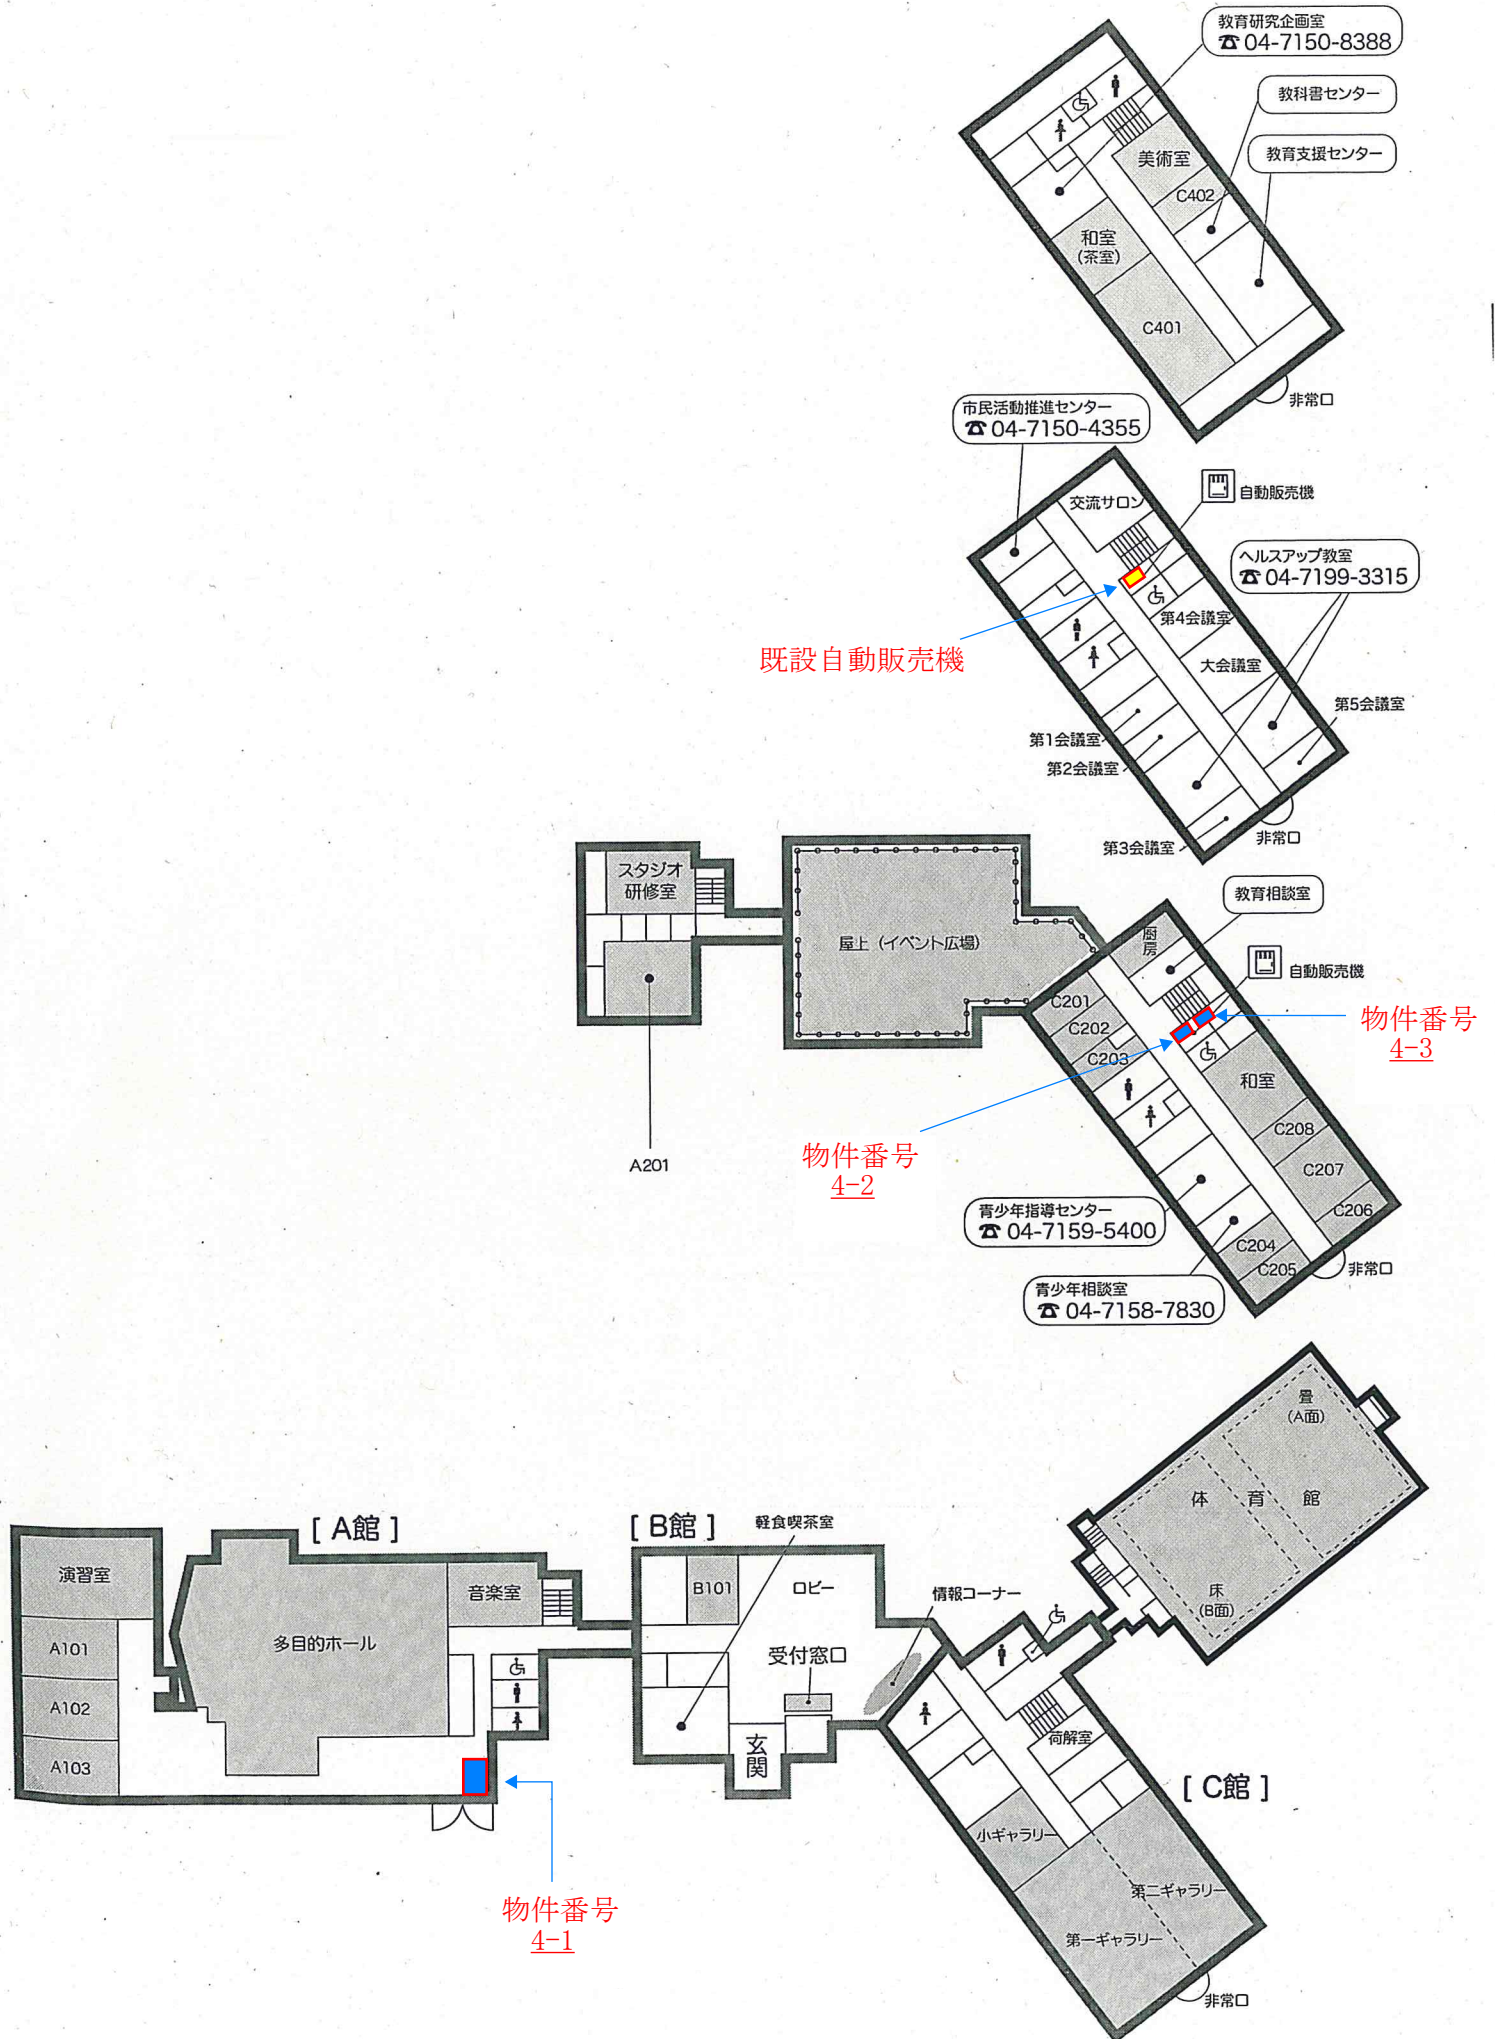 教育研究企画室
☎ 04-7150-8388
教科書センター
教育支援センター
美術室
C402
和室
(茶室)
C401
非常口
市民活動推進センター
☎ 04-7150-4355
交流サロン
自動販売機
ヘルスアップ教室
☎ 04-7199-3315
第4会議室
既設自動販売機
大会議室
第5会議室
第1会議室
第2会議室
第3会議室
非常口
スタジオ
研修室
屋上 (イベント広場)
A201
教育相談室
厨房
自動販売機
C201
C202
C203
物件番号
4-3
和室
C208
C207
C206
物件番号
4-2
青少年指導センター
☎ 04-7159-5400
C204
C205
非常口
青少年相談室
☎ 04-7158-7830
畳
(A面)
体育館
床
(B面)
[ A館 ]
[ B館 ]
軽食喫茶室
演習室
音楽室
B101
ロビー
情報コーナー
A101
多目的ホール
受付窓口
A102
荷解室
A103
玄関
[ C館 ]
小ギャラリー
第二ギャラリー
物件番号
4-1
第一ギャラリー
非常口